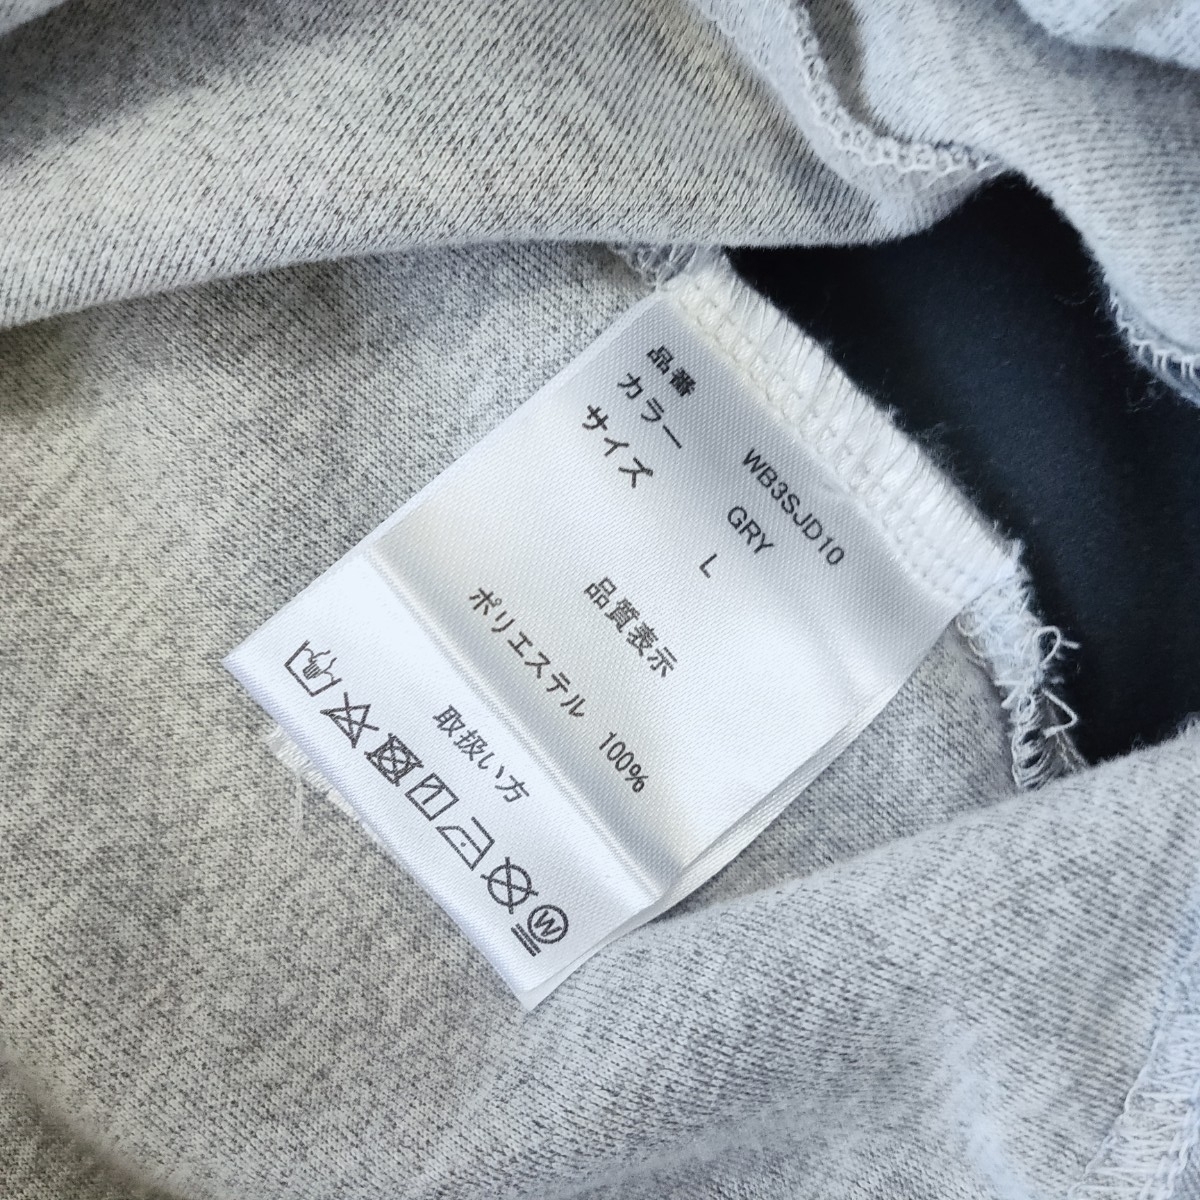 品番 WB3SJD10
カラー GRY
サイズ L
品質表示
ポリエステル 100%
取扱い方
W